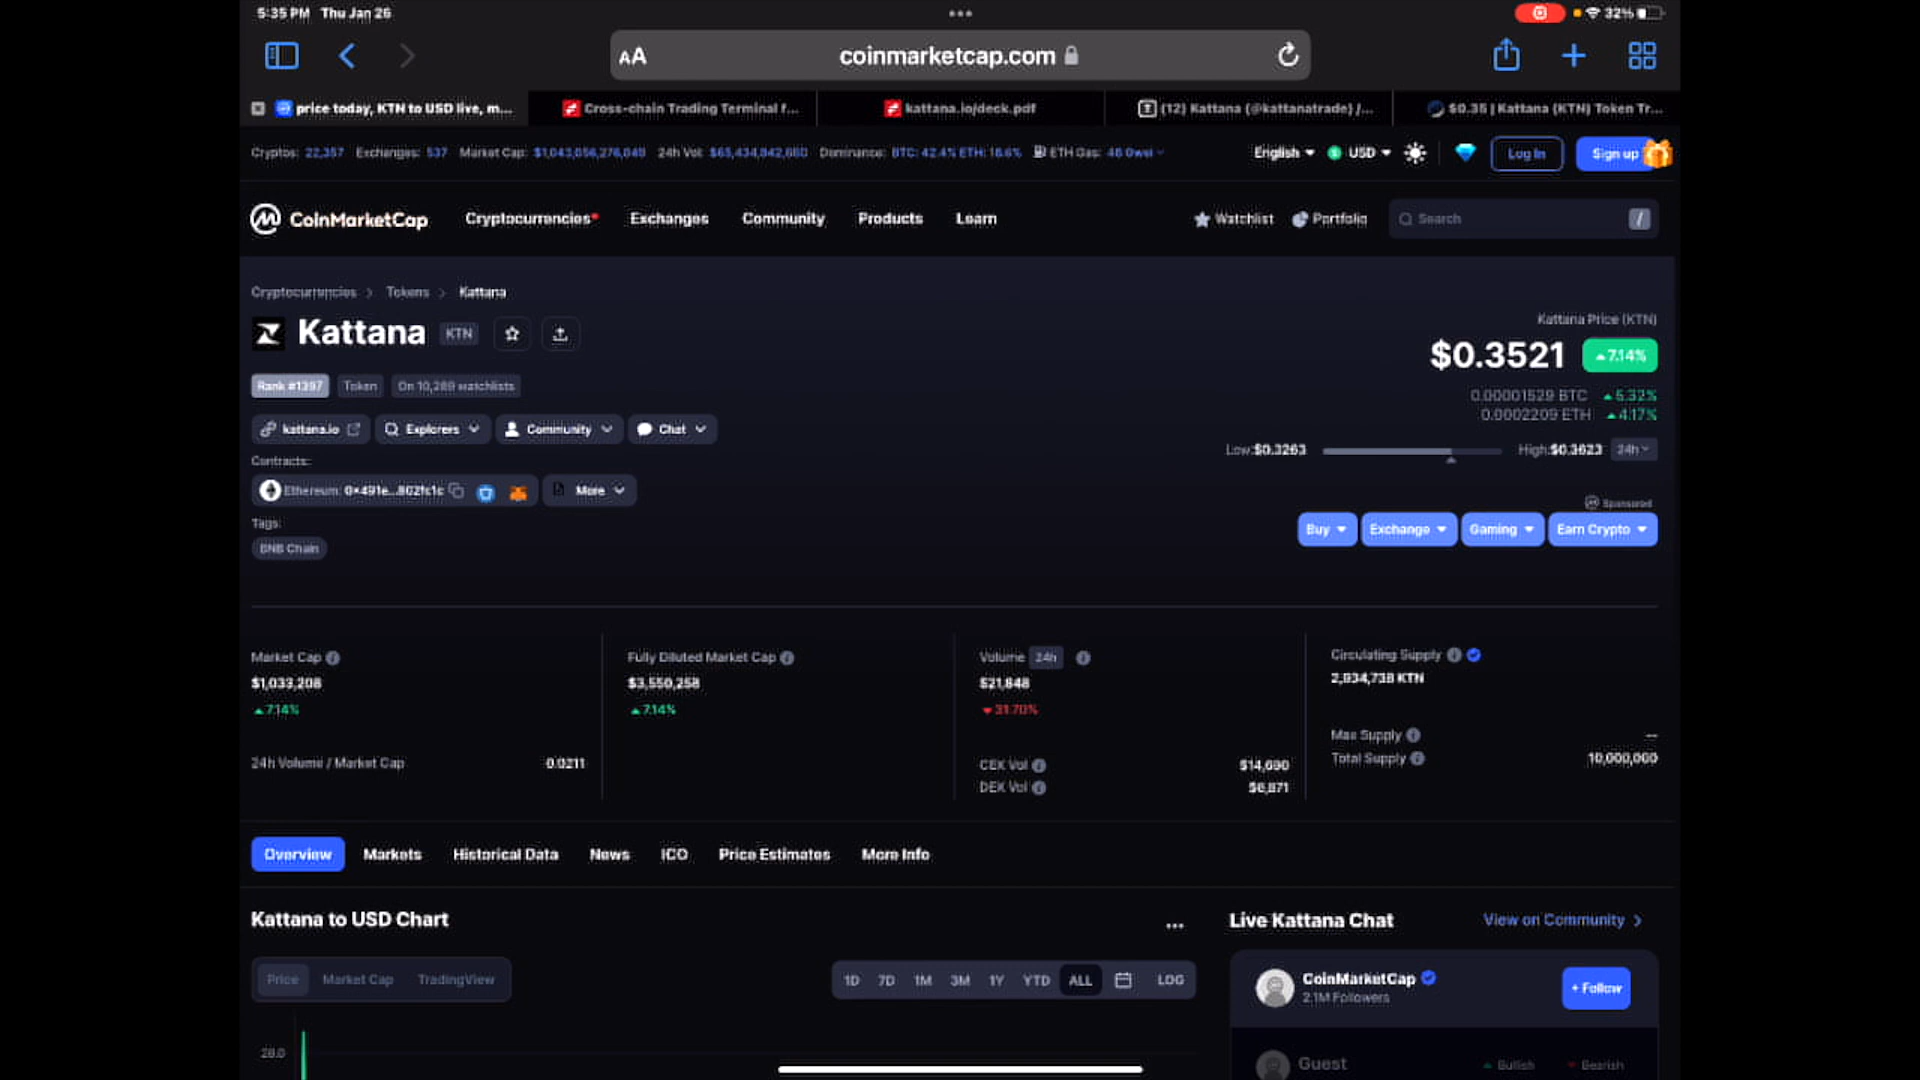 5:35 PM Thu Jan 26
32%
AA
coinmarketcap.com
price today, KTN to USD live, m...
Cross-chain Trading Terminal f...
kattana.io/deck.pdf
(12) Kattana (@kattanatrade) /...
$0.35 | Kattana (KTN) Token Tr...
Cryptos: 22,357 Exchanges: 537 Market Cap: 24h Vol: Dominance: BTC: 42.4% ETH: 18.6% ETH Gas: 46 Gwei
English USD Log In Sign up
CoinMarketCap Cryptocurrencies Exchanges Community Products Learn Watchlist Portfolio Search /
Cryptocurrencies > Tokens > Kattana
Kattana KTN
Kattana Price (KTN)
$0.3521 7.14%
Rank #1397 Token On 10,289 watchlists
0.00001529 BTC 5.32%
0.0002209 ETH 4.17%
kattana.io Explorers Community Chat
Low:$0.3263 High:$0.3623 24h
Contracts:
Ethereum: 0x491e...802fc1c More
Sponsored
Tags:
Buy Exchange Gaming Earn Crypto
BNB Chain
Market Cap
$1,033,208
7.14%
24h Volume / Market Cap 0.0211
Fully Diluted Market Cap
$3,550,258
7.14%
Volume 24h
$21,848
31.70%
CEX Vol $14,690
DEX Vol $6,871
Circulating Supply
2,934,738 KTN
Max Supply --
Total Supply 10,000,000
Overview Markets Historical Data News ICO Price Estimates More Info
Kattana to USD Chart
Live Kattana Chat View on Community >
Price Market Cap TradingView
1D 7D 1M 3M 1Y YTD ALL LOG
CoinMarketCap
2.1M Followers
+ Follow
28.0
Guest Bullish Bearish